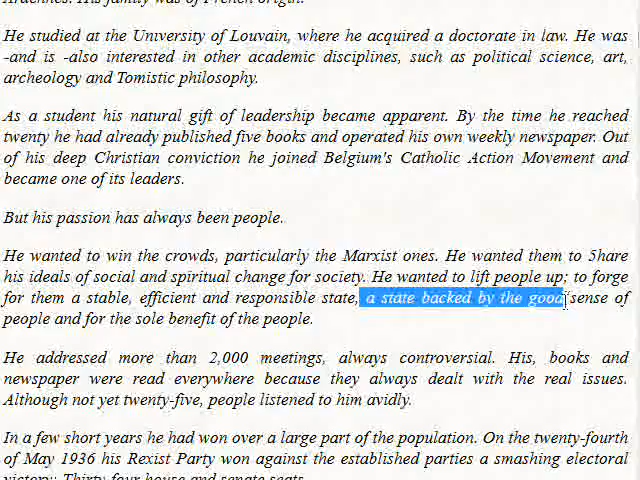 Ardennes. His family was of French origin.
He studied at the University of Louvain, where he acquired a doctorate in law. He was
-and is -also interested in other academic disciplines, such as political science, art,
archeology and Tomistic philosophy.
As a student his natural gift of leadership became apparent. By the time he reached
twenty he had already published five books and operated his own weekly newspaper. Out
of his deep Christian conviction he joined Belgium's Catholic Action Movement and
became one of its leaders.
But his passion has always been people.
He wanted to win the crowds, particularly the Marxist ones. He wanted them to 5hare
his ideals of social and spiritual change for society. He wanted to lift people up; to forge
for them a stable, efficient and responsible state, a state backed by the good sense of
people and for the sole benefit of the people.
He addressed more than 2,000 meetings, always controversial. His, books and
newspaper were read everywhere because they always dealt with the real issues.
Although not yet twenty-five, people listened to him avidly.
In a few short years he had won over a large part of the population. On the twenty-fourth
of May 1936 his Rexist Party won against the established parties a smashing electoral
victory: Thirty-four house and senate seats.